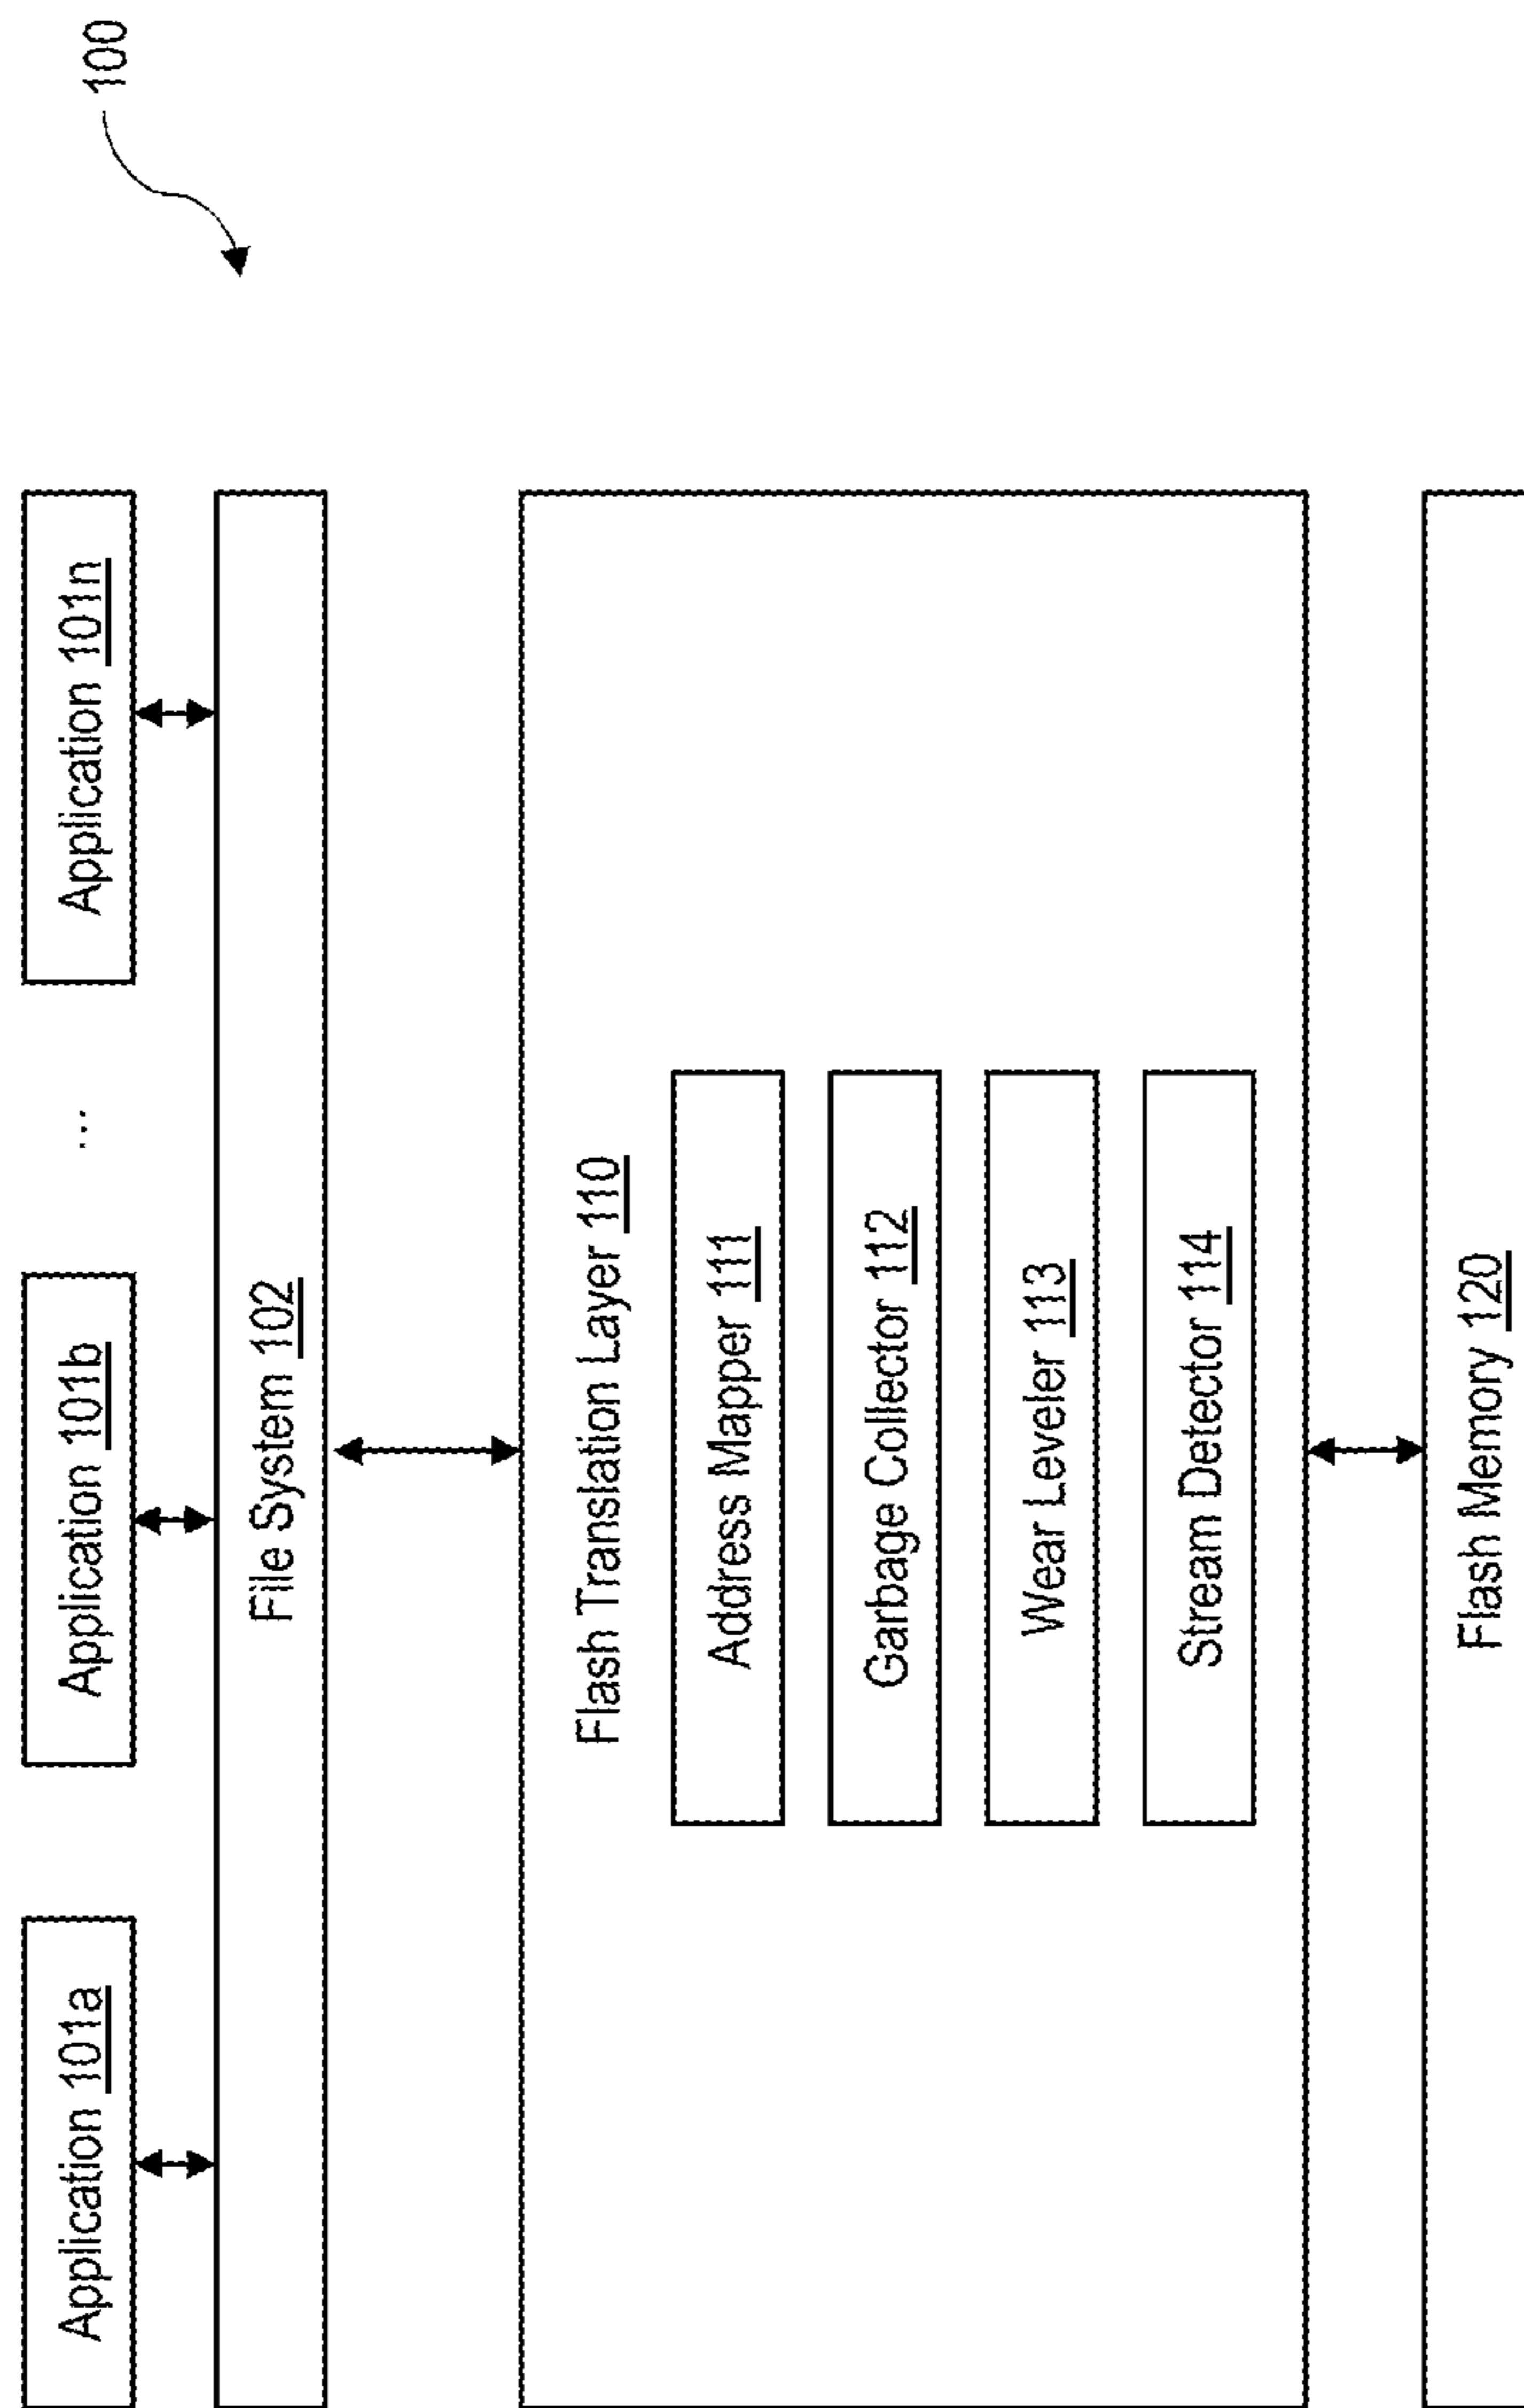 100
Application 101a
Application 101b
...
Application 101n
File System 102
Flash Translation Layer 110
Address Mapper 111
Garbage Collector 112
Wear Leveler 113
Stream Detector 114
Flash Memory 120